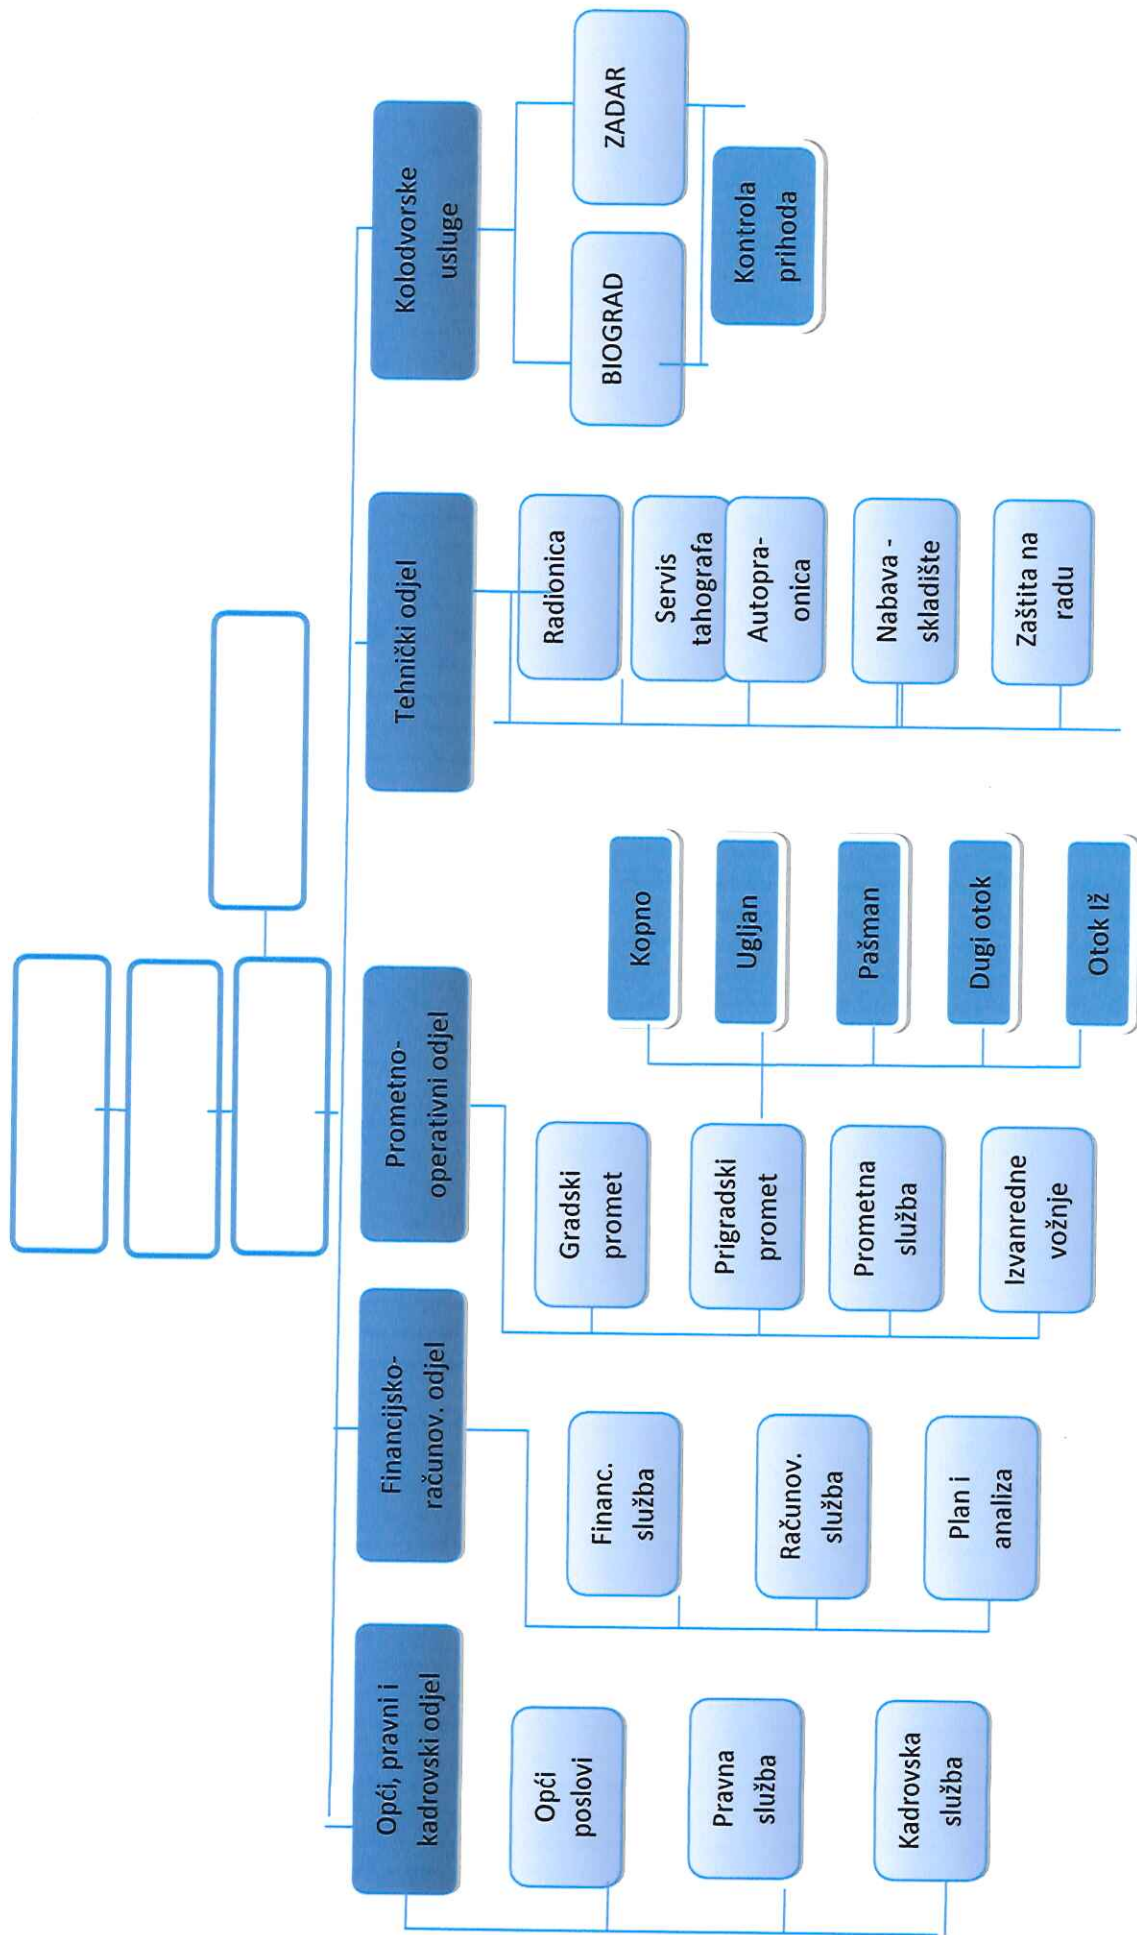 Opći, pravni i
kadrovski odjel
Financijsko-
računov. odjel
Prometno-
operativni odjel
Tehnički odjel
Kolodvorske
usluge
Opći
poslovi
Pravna
služba
Kadrovska
služba
Financ.
služba
Računov.
služba
Plan i
analiza
Gradski
promet
Prigradski
promet
Prometna
služba
Izvanredne
vožnje
Kopno
Ugljan
Pašman
Dugi otok
Otok Iž
Radionica
Servis
tahografa
Autopra-
onica
Nabava -
skladište
Zaštita na
radu
BIOGRAD
ZADAR
Kontrola
prihoda